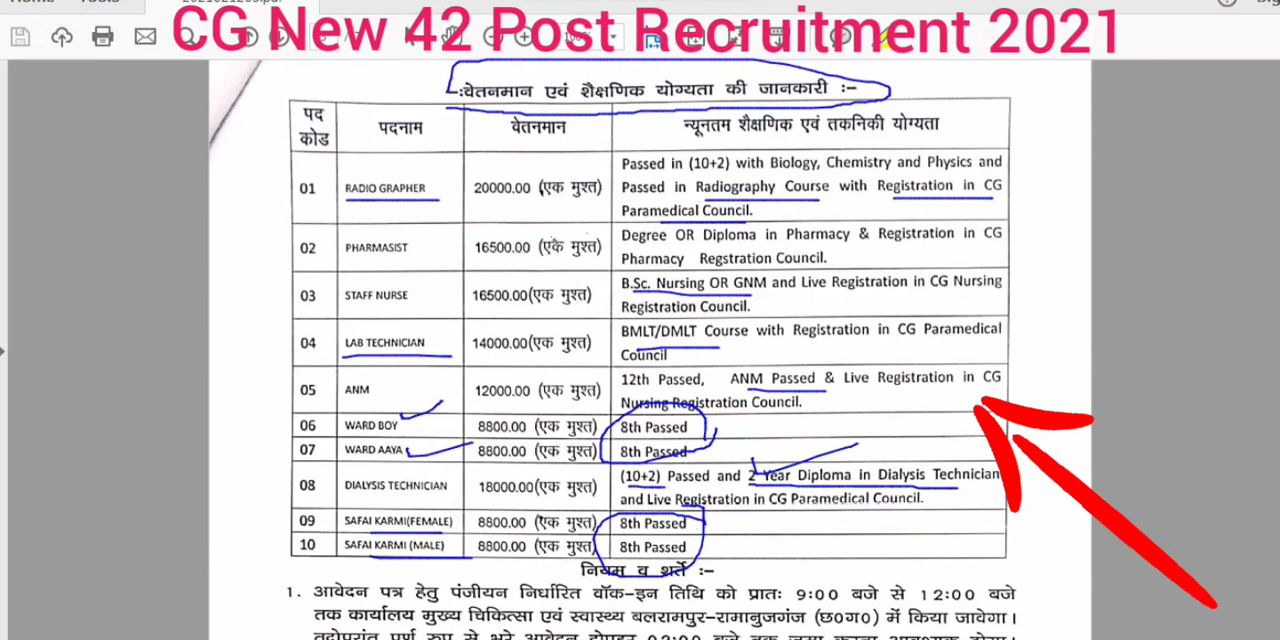 CG New 42 Post Recruitment 2021
-:वेतनमान एवं शैक्षणिक योग्यता की जानकारी :-
पद कोड पदनाम वेतनमान न्यूनतम शैक्षणिक एवं तकनिकी योग्यता
01 RADIO GRAPHER 20000.00 (एक मुश्त) Passed in (10+2) with Biology, Chemistry and Physics and
Passed in Radiography Course with Registration in CG
Paramedical Council.
02 PHARMASIST 16500.00 (एक मुश्त) Degree OR Diploma in Pharmacy & Registration in CG
Pharmacy Regstration Council.
03 STAFF NURSE 16500.00(एक मुश्त) B.Sc. Nursing OR GNM and Live Registration in CG Nursing
Registration Council.
04 LAB TECHNICIAN 14000.00(एक मुश्त) BMLT/DMLT Course with Registration in CG Paramedical
Council
05 ANM 12000.00 (एक मुश्त) 12th Passed, ANM Passed & Live Registration in CG
Nursing Registration Council.
06 WARD BOY 8800.00 (एक मुश्त) 8th Passed
07 WARD AAYA 8800.00 (एक मुश्त) 8th Passed
08 DIALYSIS TECHNICIAN 18000.00(एक मुश्त) (10+2) Passed and 2 Year Diploma in Dialysis Technician
and Live Registration in CG Paramedical Council.
09 SAFAI KARMI(FEMALE) 8800.00 (एक मुश्त) 8th Passed
10 SAFAI KARMI (MALE) 8800.00 (एक मुश्त) 8th Passed
नियम व शर्ते :-
1. आवेदन पत्र हेतु पंजीयन निर्धारित वॉक-इन तिथि को प्रातः 9:00 बजे से 12:00 बजे
तक कार्यालय मुख्य चिकित्सा एवं स्वास्थ्य बलरामपुर-रामानुजगंज (छ0ग0) में किया जावेगा।